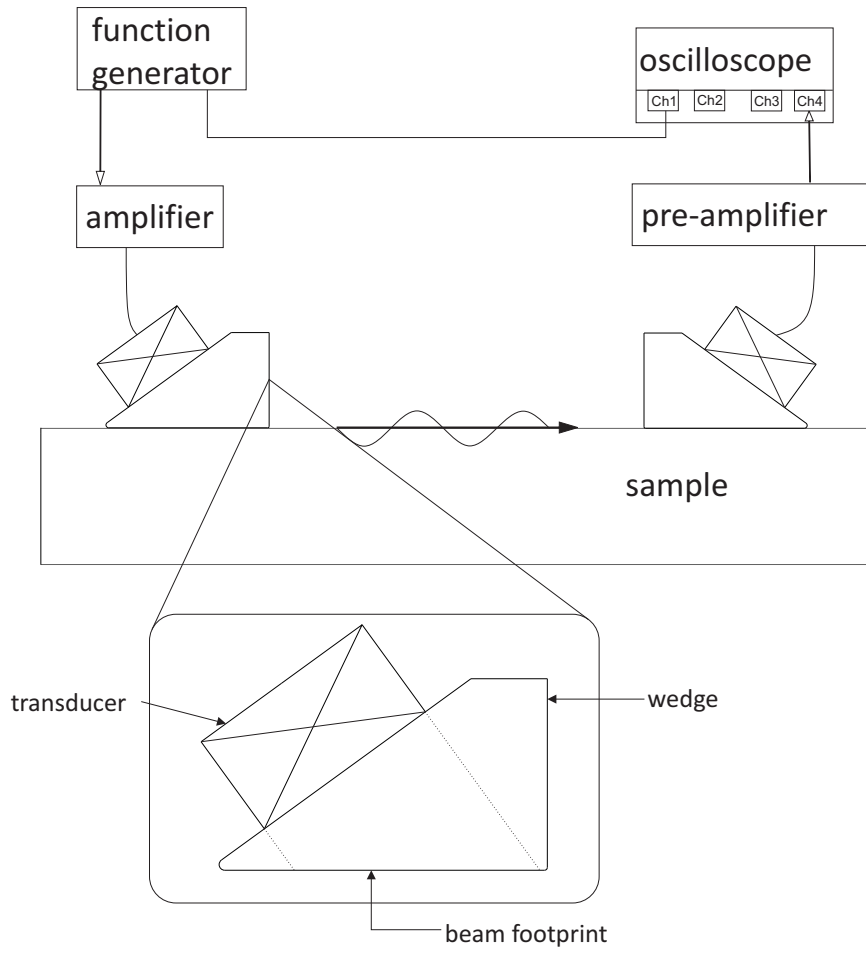 function
generator
oscilloscope
Ch1 Ch2 Ch3 Ch4
amplifier
pre-amplifier
sample
transducer
wedge
beam footprint